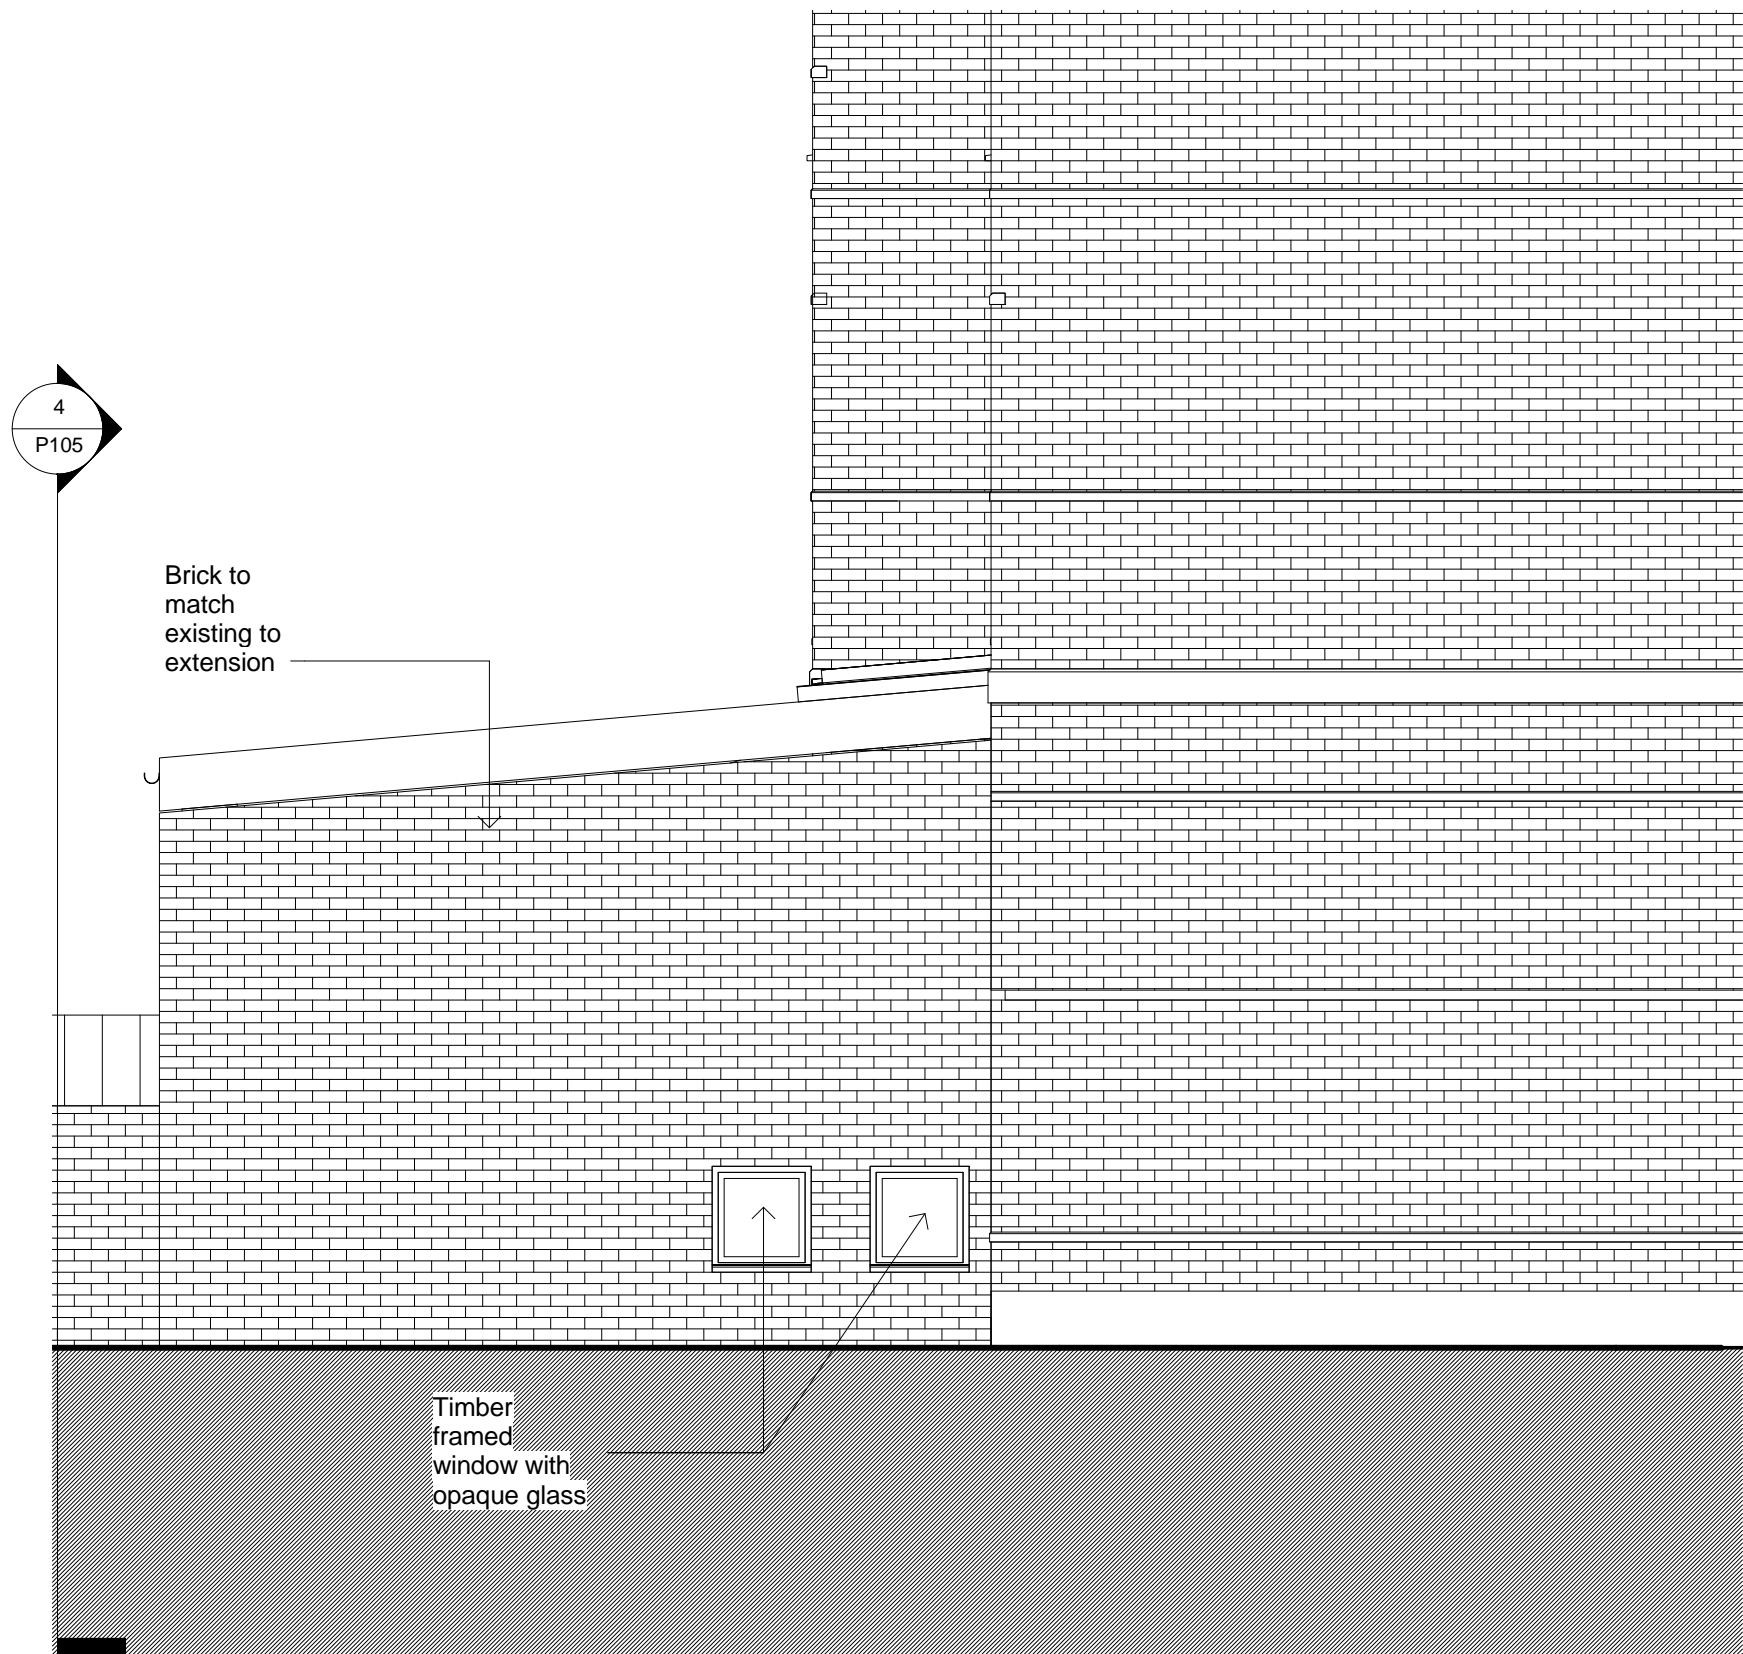 4
P105
Brick to
match
existing to
extension
Timber
framed
window with
opaque glass